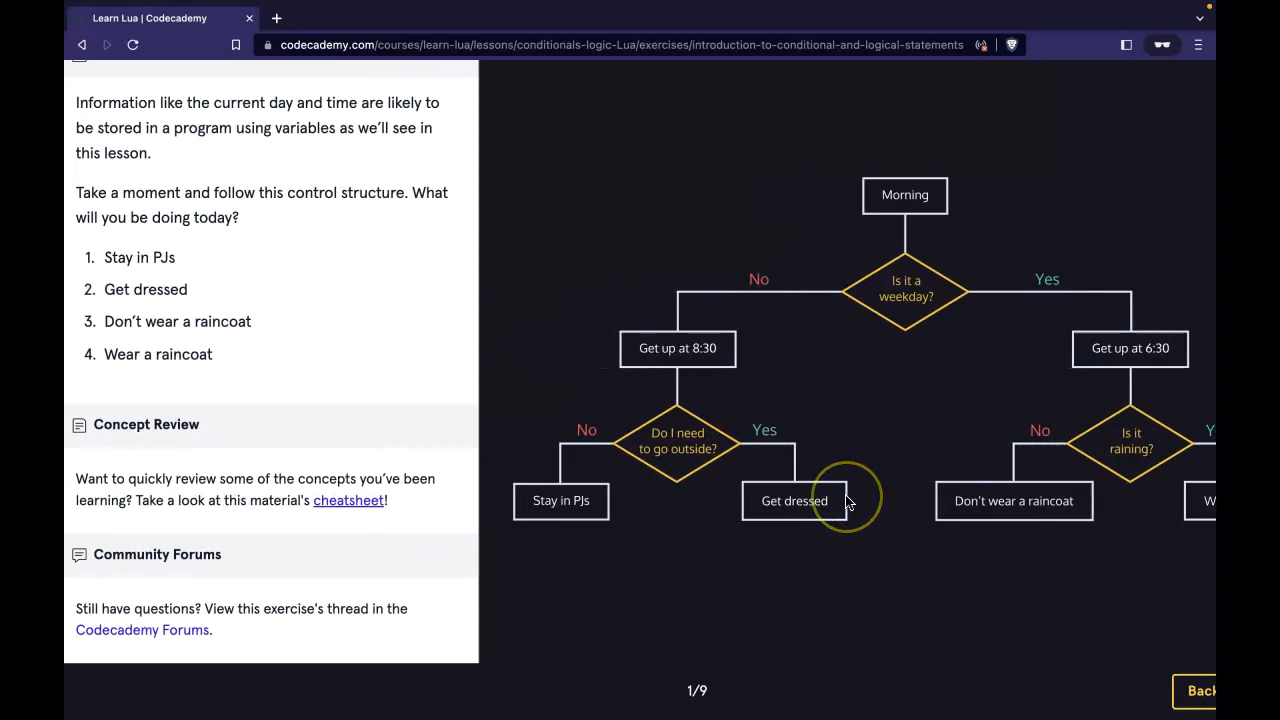 Learn Lua | Codecademy
codecademy.com/courses/learn-lua/lessons/conditionals-logic-Lua/exercises/introduction-to-conditional-and-logical-statements
Information like the current day and time are likely to
be stored in a program using variables as we'll see in
this lesson.
Take a moment and follow this control structure. What
will you be doing today?
1. Stay in PJs
2. Get dressed
3. Don't wear a raincoat
4. Wear a raincoat
Concept Review
Want to quickly review some of the concepts you've been
learning? Take a look at this material's cheatsheet!
Community Forums
Still have questions? View this exercise's thread in the
Codecademy Forums.
Morning
Is it a
weekday?
No
Yes
Get up at 8:30
Get up at 6:30
Do I need
to go outside?
No
Yes
Is it
raining?
No
Y
Stay in PJs
Get dressed
Don't wear a raincoat
W
1/9
Back